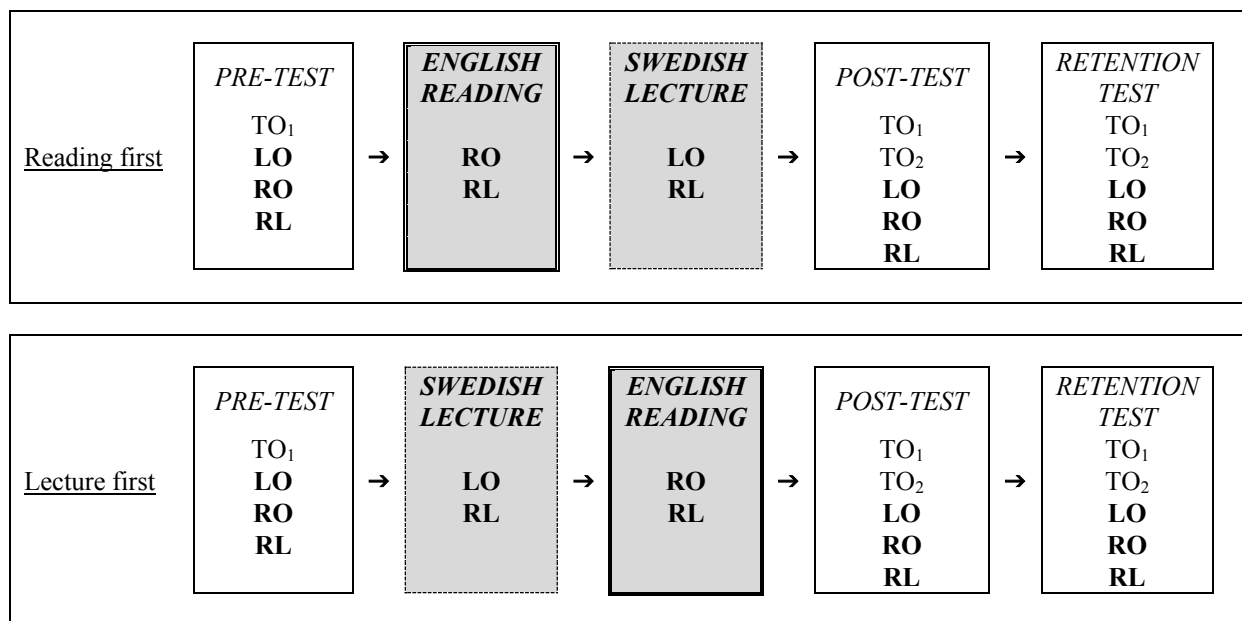 Reading first
PRE-TEST
TO₁
LO
RO
RL
➔
ENGLISH
READING
RO
RL
➔
SWEDISH
LECTURE
LO
RL
➔
POST-TEST
TO₁
TO₂
LO
RO
RL
➔
RETENTION
TEST
TO₁
TO₂
LO
RO
RL
Lecture first
PRE-TEST
TO₁
LO
RO
RL
➔
SWEDISH
LECTURE
LO
RL
➔
ENGLISH
READING
RO
RL
➔
POST-TEST
TO₁
TO₂
LO
RO
RL
➔
RETENTION
TEST
TO₁
TO₂
LO
RO
RL